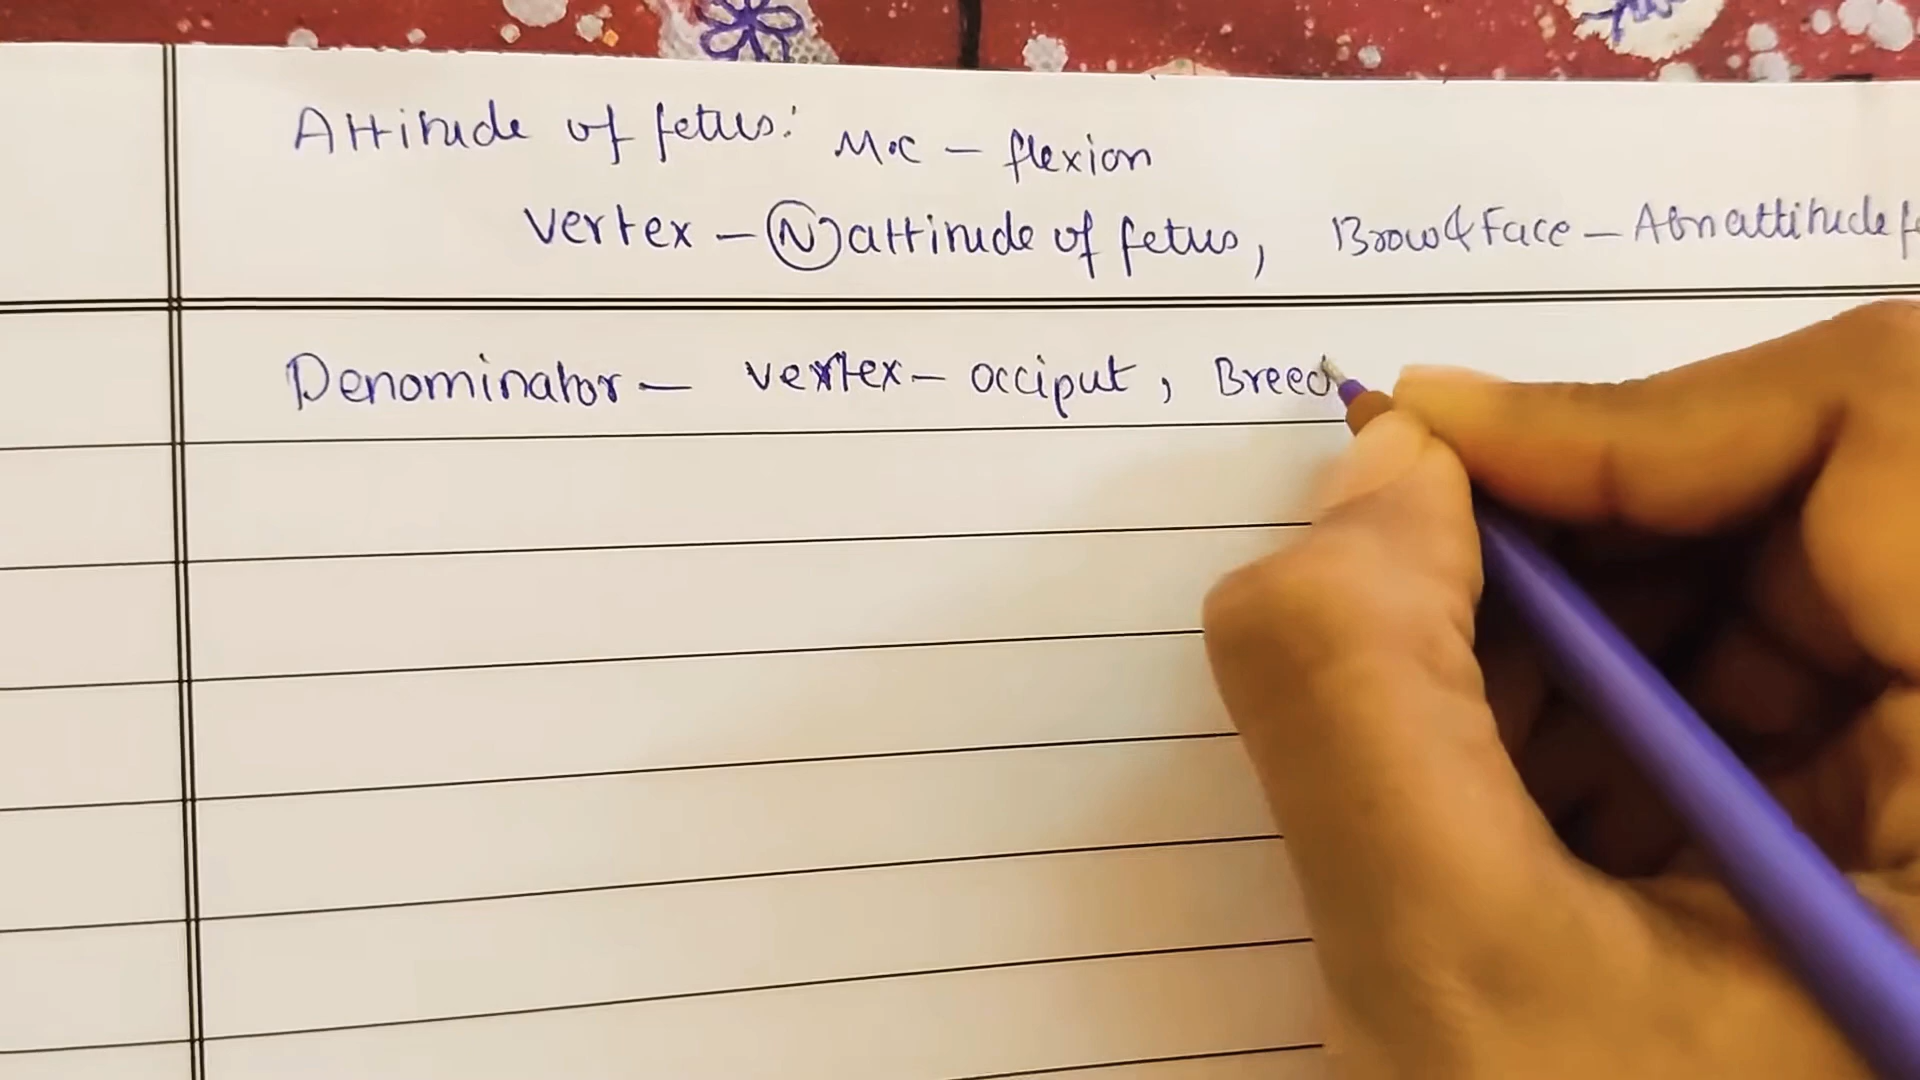 Attitude of fetus: M.C - flexion
Vertex - (N) attitude of fetus, Brow & Face - Abn attitude f
Denominator - vertex - occiput, Breec